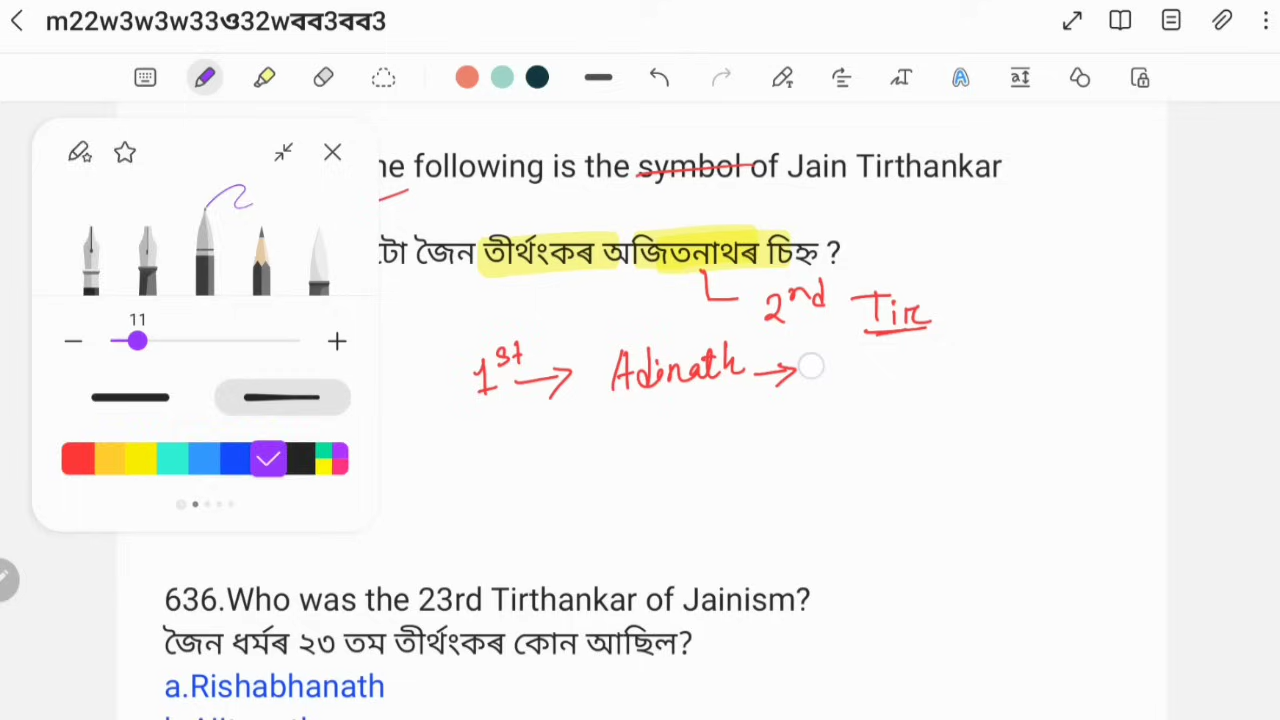 m22w3w3w33ও32wবব3বব3
he following is the symbol of Jain Tirthankar
টো জৈন তীৰ্থংকৰ অজিতনাথৰ চিহ্ন ?
2nd Tir
1st → Adinath →
11
636.Who was the 23rd Tirthankar of Jainism?
জৈন ধৰ্মৰ ২৩ তম তীৰ্থংকৰ কোন আছিল?
a.Rishabhanath